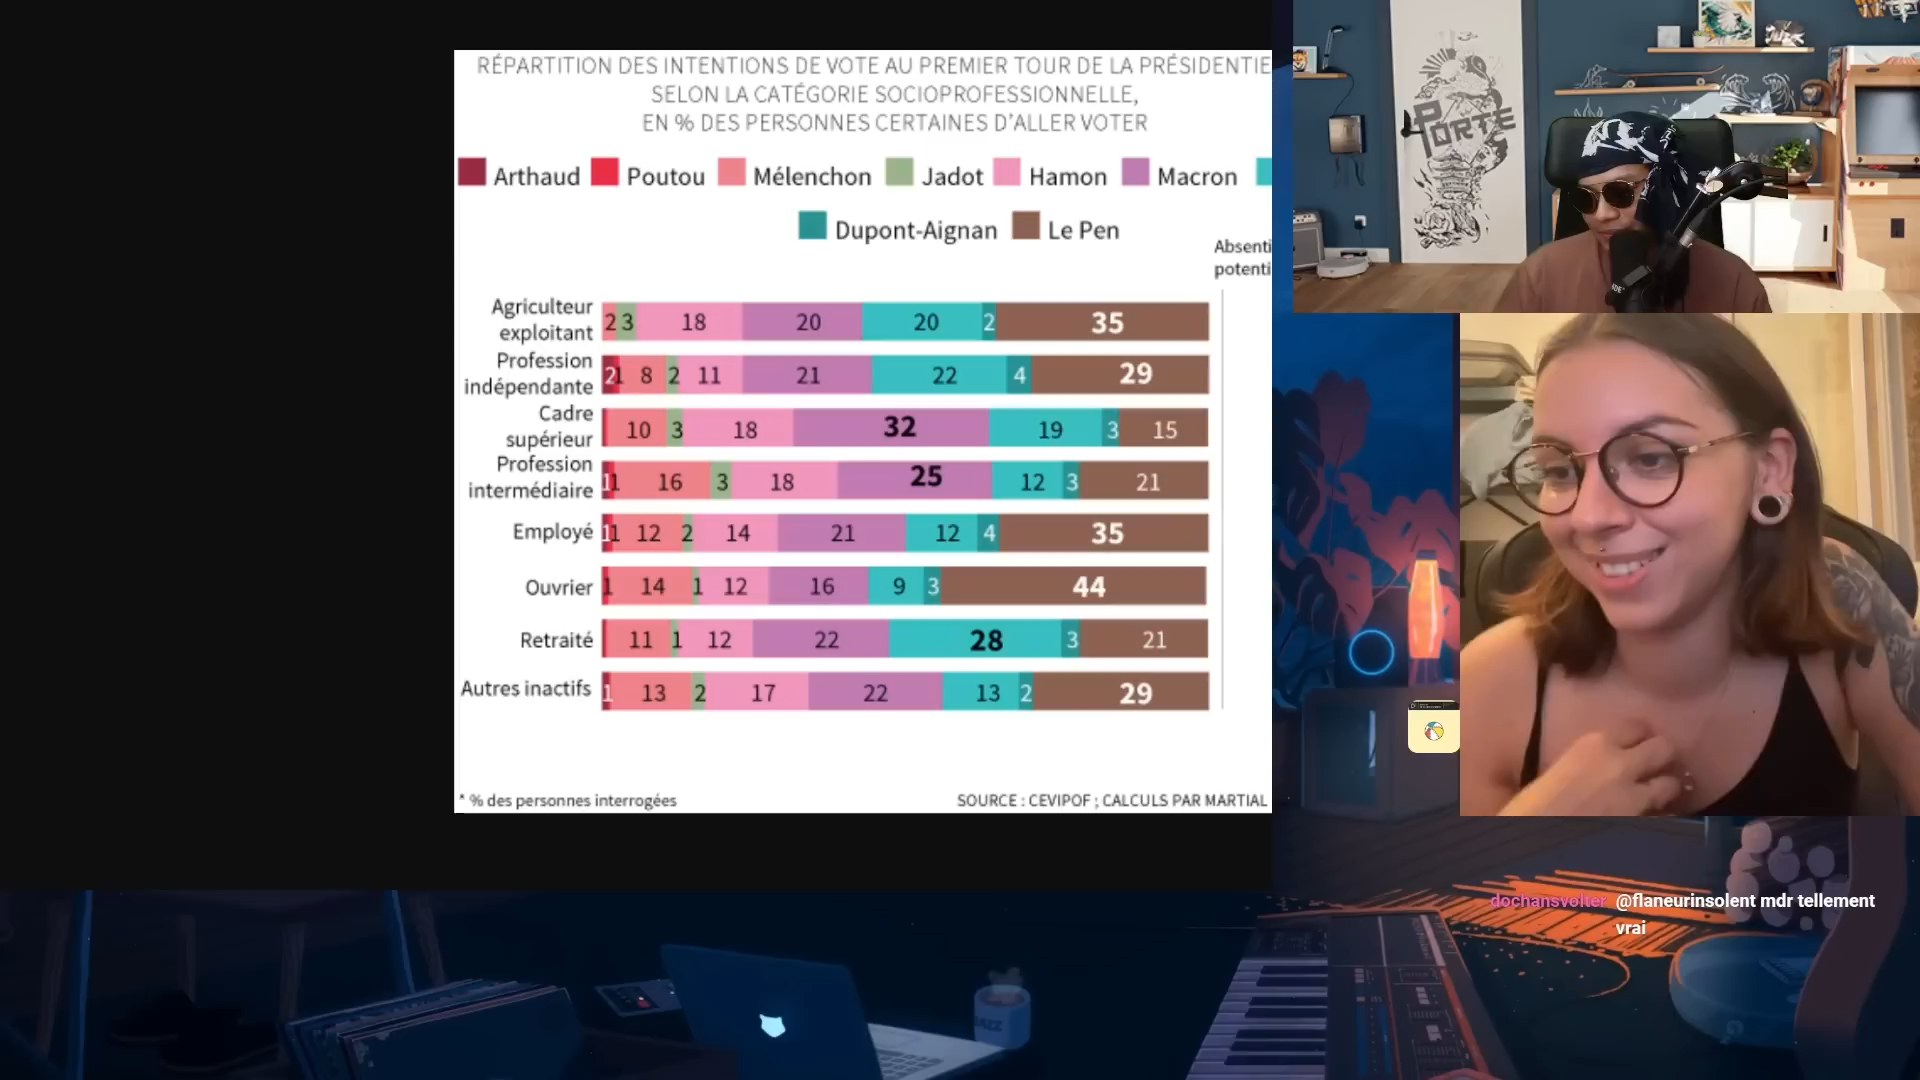 RÉPARTITION DES INTENTIONS DE VOTE AU PREMIER TOUR DE LA PRÉSIDENTIE
SELON LA CATÉGORIE SOCIOPROFESSIONNELLE,
EN % DES PERSONNES CERTAINES D'ALLER VOTER
Arthaud Poutou Mélenchon Jadot Hamon Macron
Dupont-Aignan Le Pen
Absenti
potenti
Agriculteur
exploitant
2 3 18 20 20 2 35
Profession
indépendante
2 1 8 2 11 21 22 4 29
Cadre
supérieur
10 3 18 32 19 3 15
Profession
intermédiaire
1 1 16 3 18 25 12 3 21
Employé
1 1 12 2 14 21 12 4 35
Ouvrier
1 14 1 12 16 9 3 44
Retraité
11 1 12 22 28 3 21
Autres inactifs
1 13 2 17 22 13 2 29
* % des personnes interrogées
SOURCE : CEVIPOF ; CALCULS PAR MARTIAL
PORTE
dochansvolter @flaneurinsolent mdr tellement
vrai